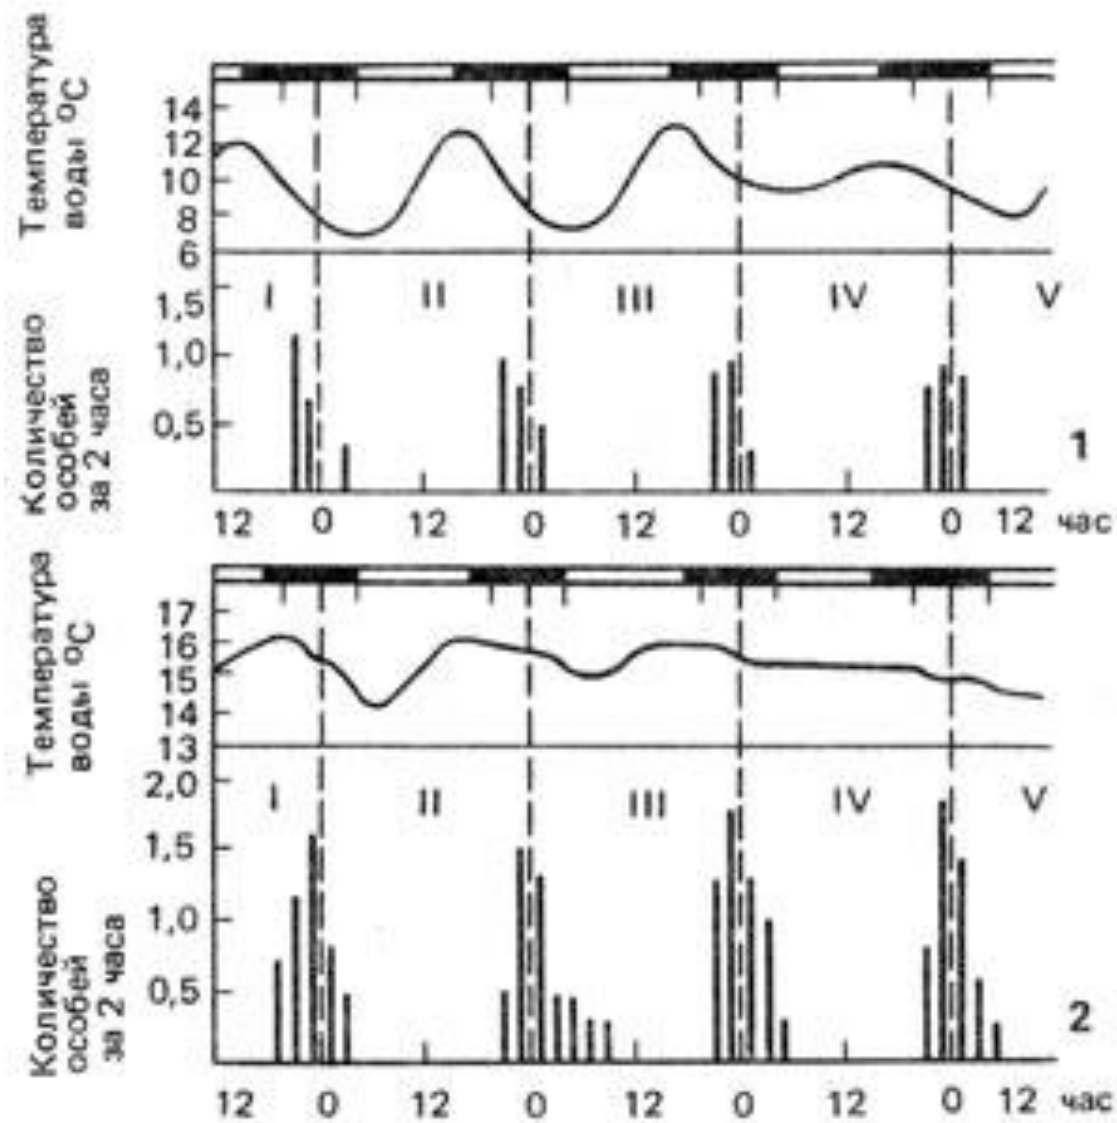 Температура
воды °C
14
12
10
8
6
I II III IV V
Количество
особей
за 2 часа
1,5
1,0
0,5
1
12 0 12 0 12 0 12 0 12 час
Температура
воды °C
17
16
15
14
13
I II III IV V
Количество
особей
за 2 часа
2,0
1,5
1,0
0,5
2
12 0 12 0 12 0 12 0 12 час